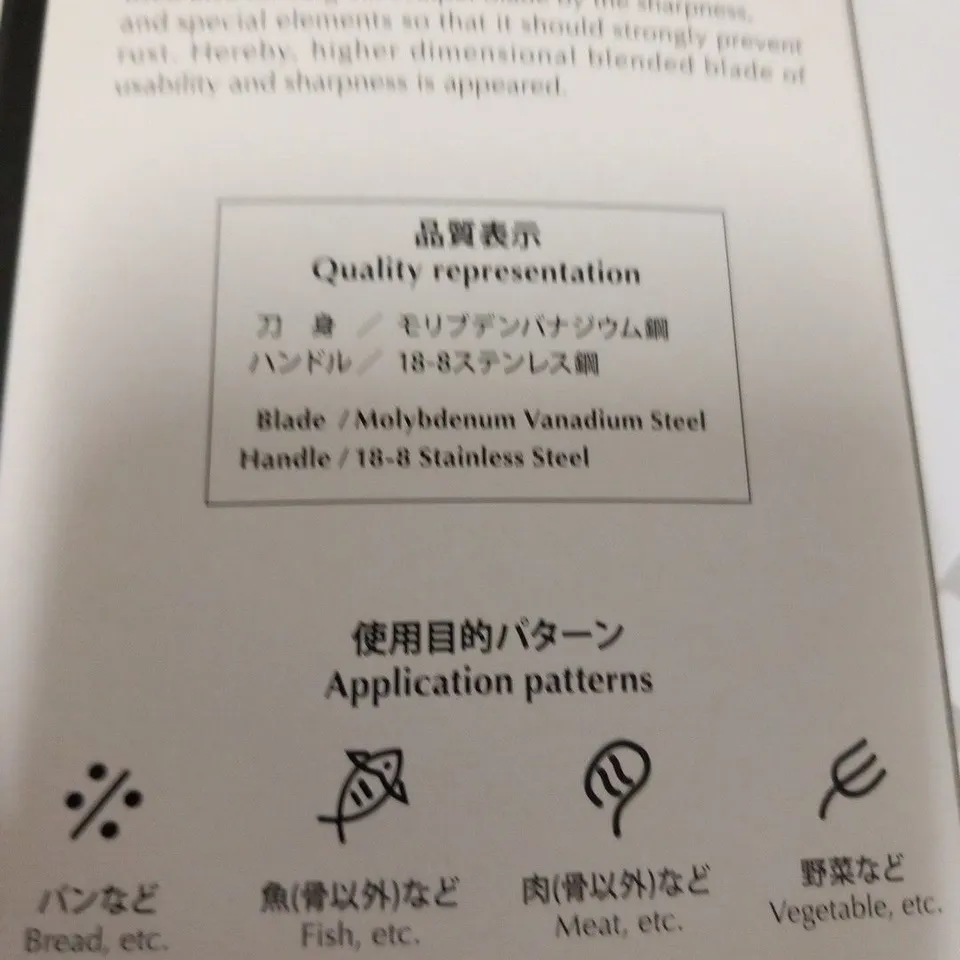 and special elements so that it should strongly prevent
rust. Hereby, higher dimensional blended blade of
usability and sharpness is appeared.
品質表示
Quality representation
刀 身 / モリブデンバナジウム鋼
ハンドル / 18-8ステンレス鋼
Blade / Molybdenum Vanadium Steel
Handle / 18-8 Stainless Steel
使用目的パターン
Application patterns
パンなど 魚(骨以外)など 肉(骨以外)など 野菜など
Bread, etc. Fish, etc. Meat, etc. Vegetable, etc.